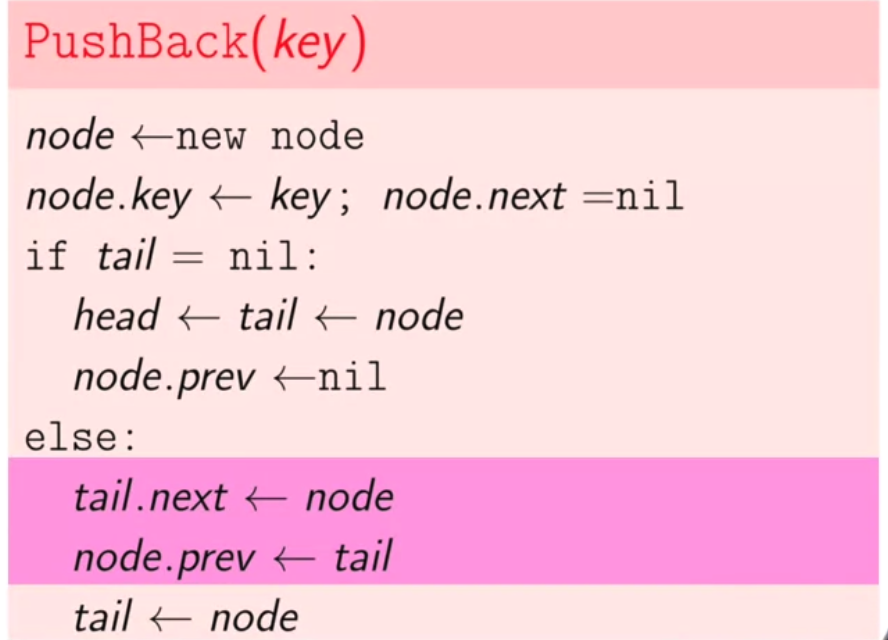 PushBack(key)
node ←new node
node.key ← key; node.next =nil
if tail = nil:
head ← tail ← node
node.prev ←nil
else:
tail.next ← node
node.prev ← tail
tail ← node